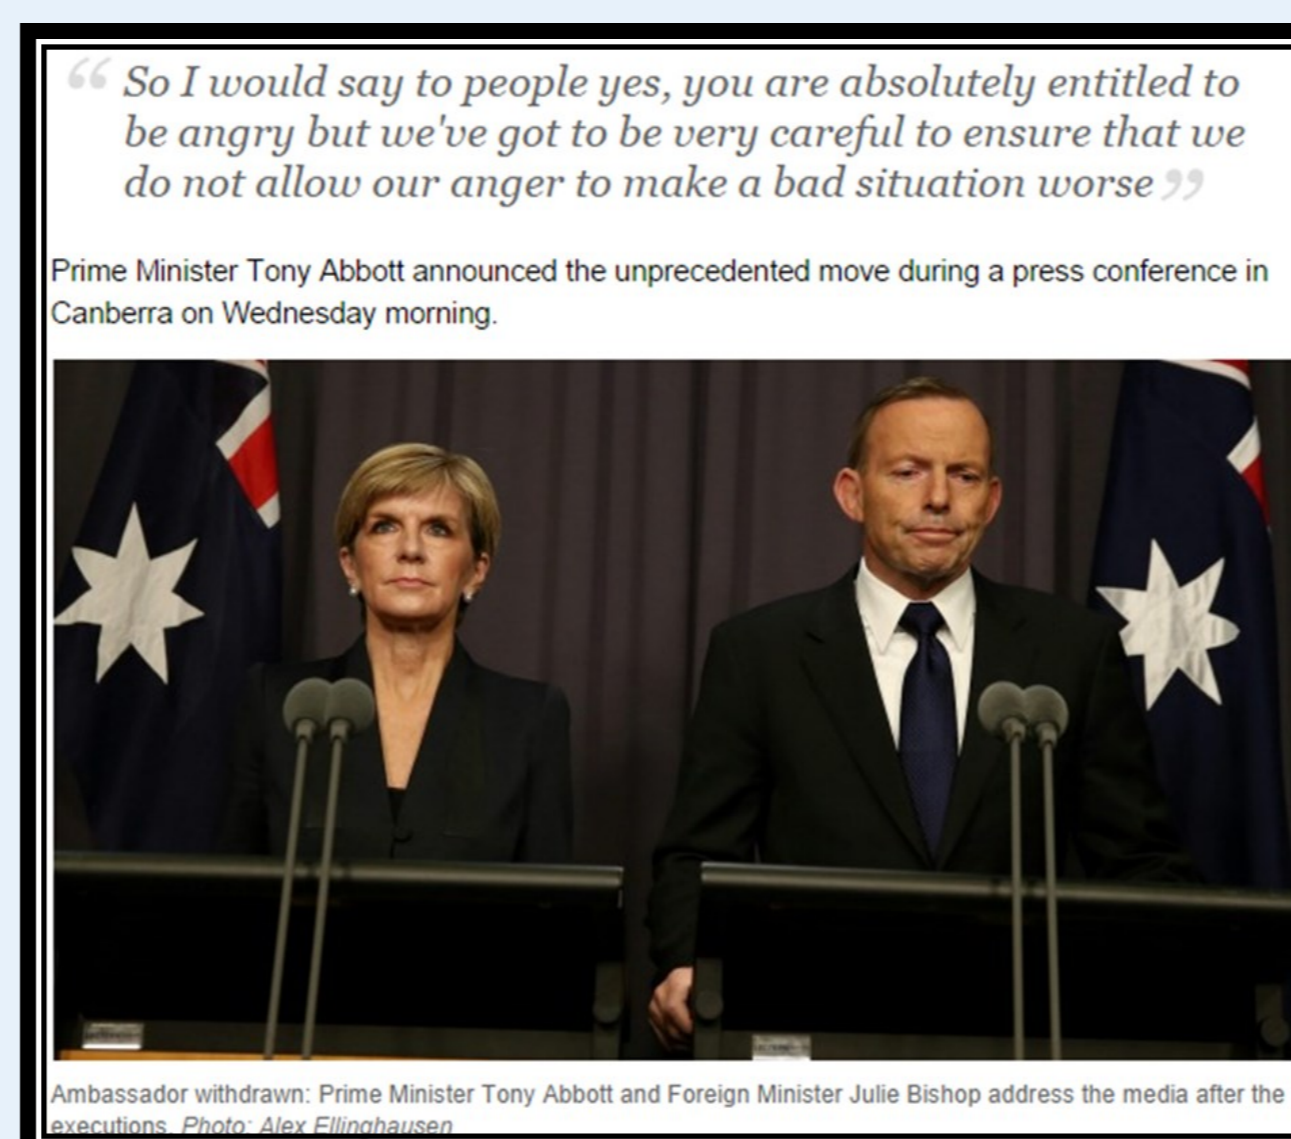 “ So I would say to people yes, you are absolutely entitled to
be angry but we've got to be very careful to ensure that we
do not allow our anger to make a bad situation worse ”
Prime Minister Tony Abbott announced the unprecedented move during a press conference in
Canberra on Wednesday morning.
Ambassador withdrawn: Prime Minister Tony Abbott and Foreign Minister Julie Bishop address the media after the
executions. Photo: Alex Ellinghausen